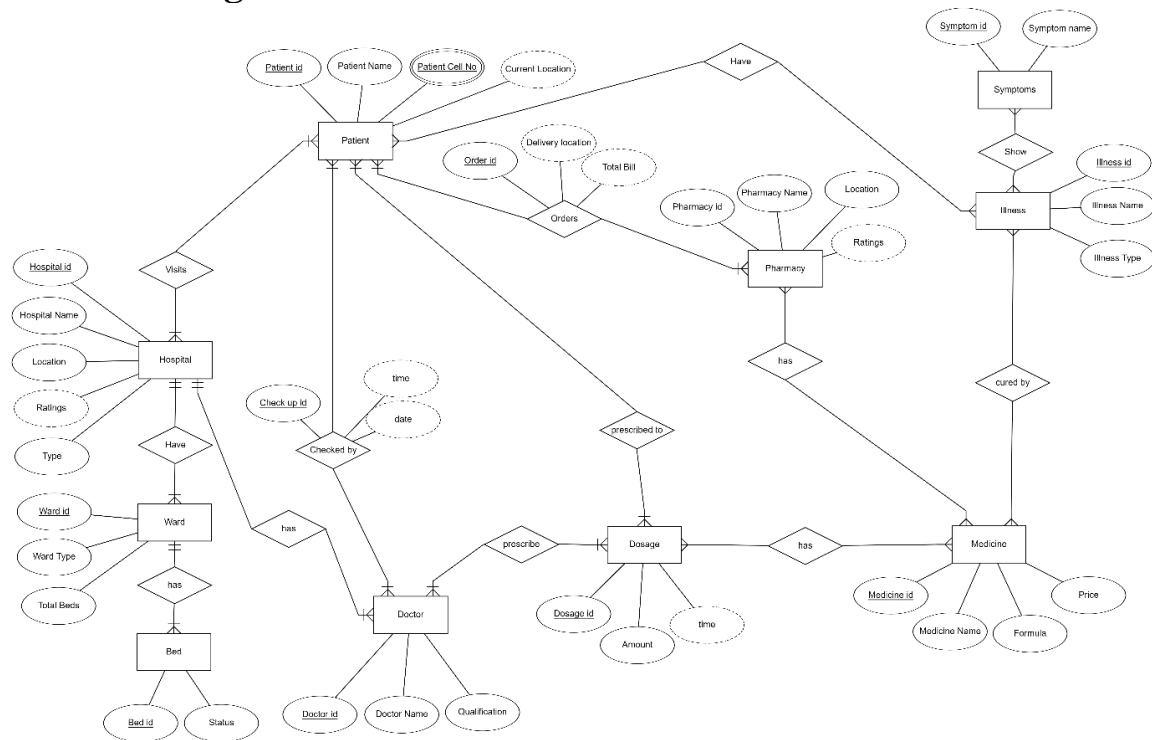 Symptom id
Symptom name
Patient id
Patient Name
Patient Cell No
Current Location
Have
Symptoms
Patient
Show
Order id
Delivery location
Total Bill
Illness id
Pharmacy Id
Pharmacy Name
Location
Illness Name
Illness
Orders
Ratings
Illness Type
Hospital id
Visits
Pharmacy
Hospital Name
Location
Hospital
has
cured by
time
Check up Id
date
Ratings
Type
Have
Checked by
prescribed to
Ward id
Ward
has
Ward Type
prescribe
Dosage
has
Medicine
has
Total Beds
Medicine id
Price
Doctor
Dosage id
time
Medicine Name
Formula
Bed
Amount
Bed id
Status
Doctor id
Doctor Name
Qualification